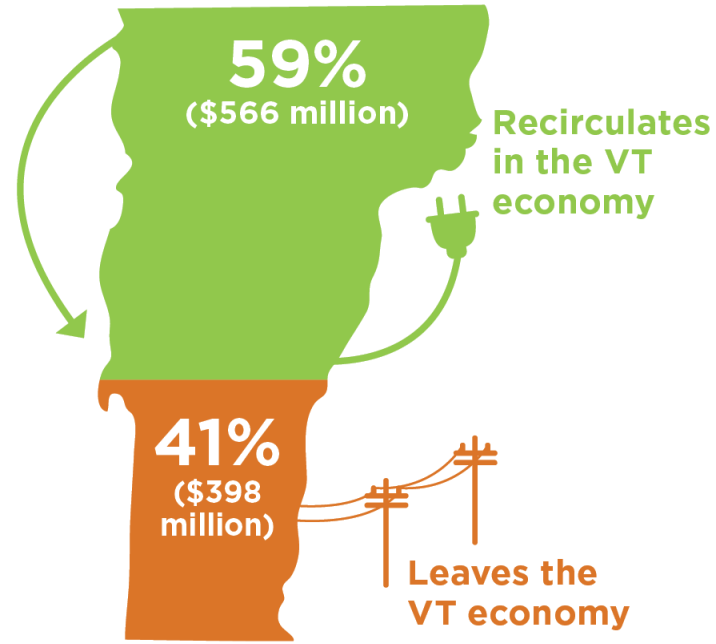 59%
($566 million)
Recirculates
in the VT
economy
41%
($398
million)
Leaves the
VT economy